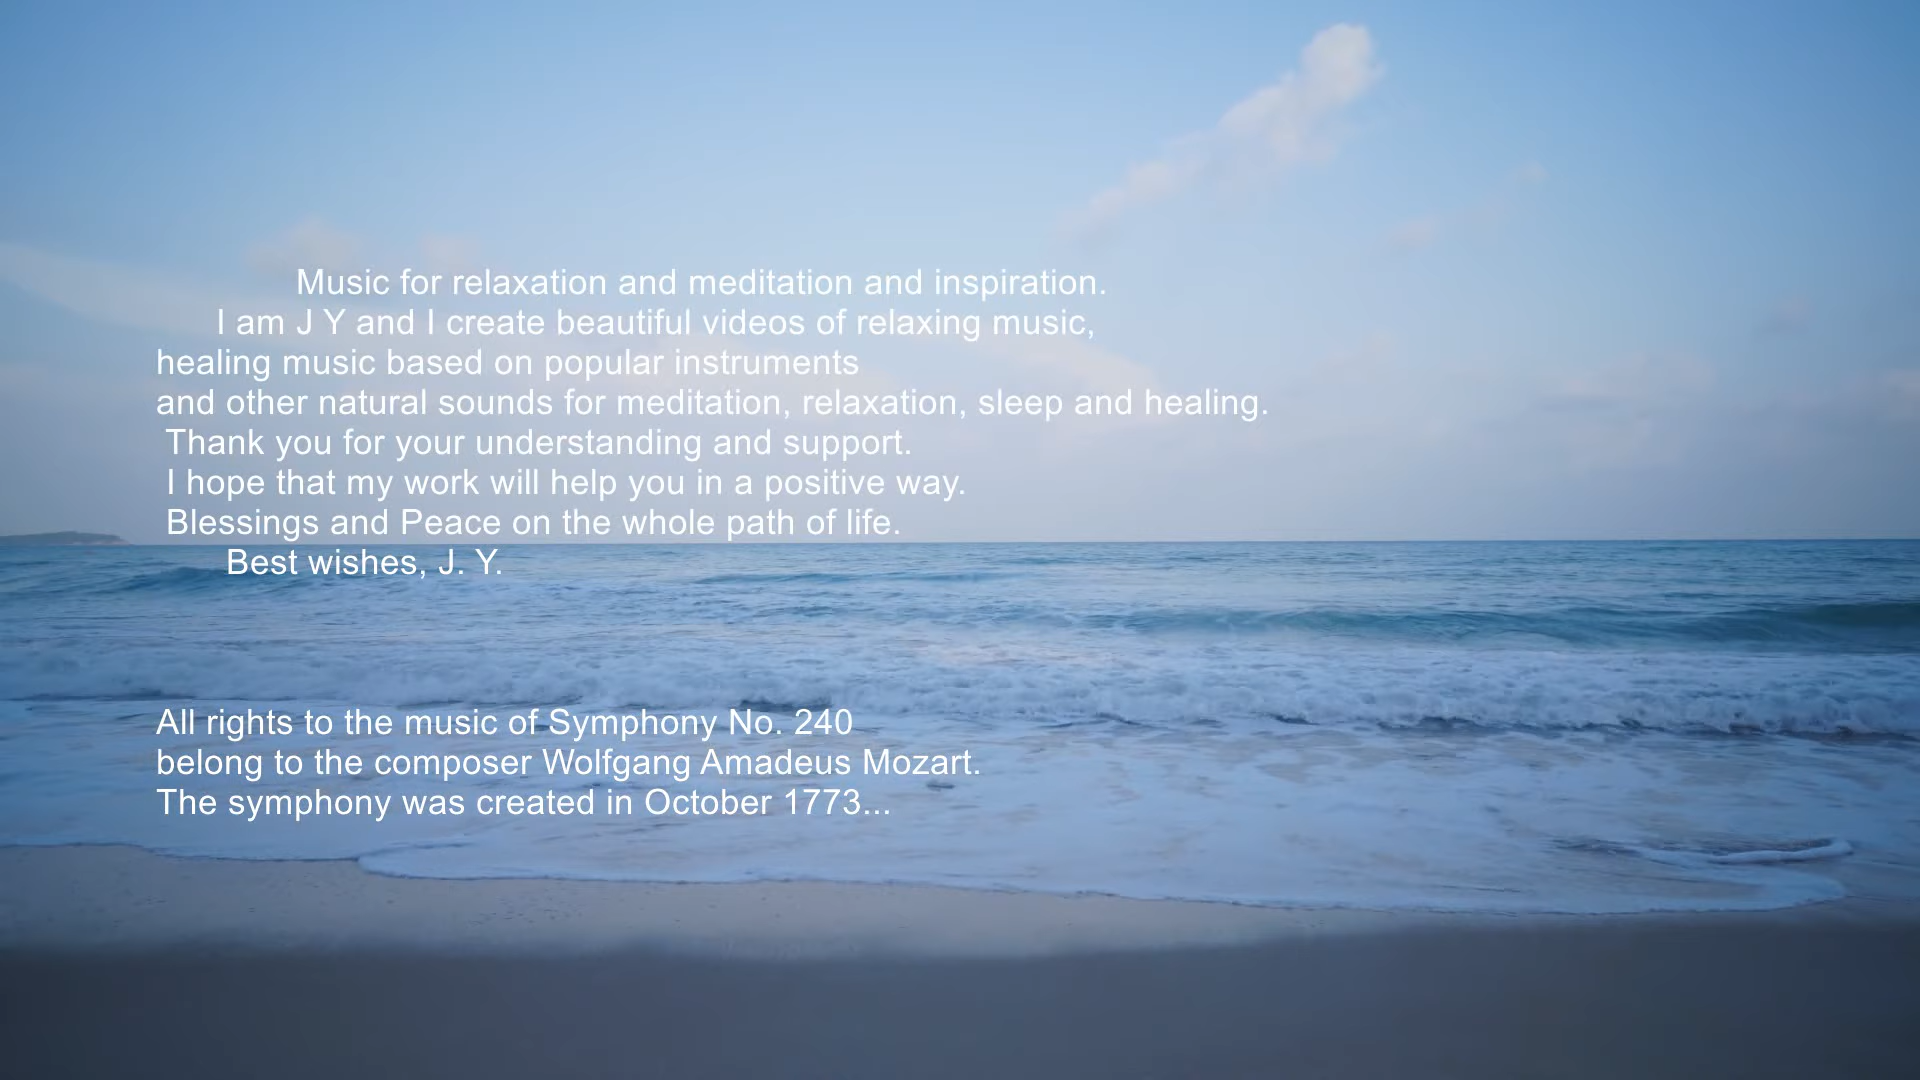 Music for relaxation and meditation and inspiration.
I am J Y and I create beautiful videos of relaxing music,
healing music based on popular instruments
and other natural sounds for meditation, relaxation, sleep and healing.
Thank you for your understanding and support.
I hope that my work will help you in a positive way.
Blessings and Peace on the whole path of life.
Best wishes, J. Y.
All rights to the music of Symphony No. 240
belong to the composer Wolfgang Amadeus Mozart.
The symphony was created in October 1773...